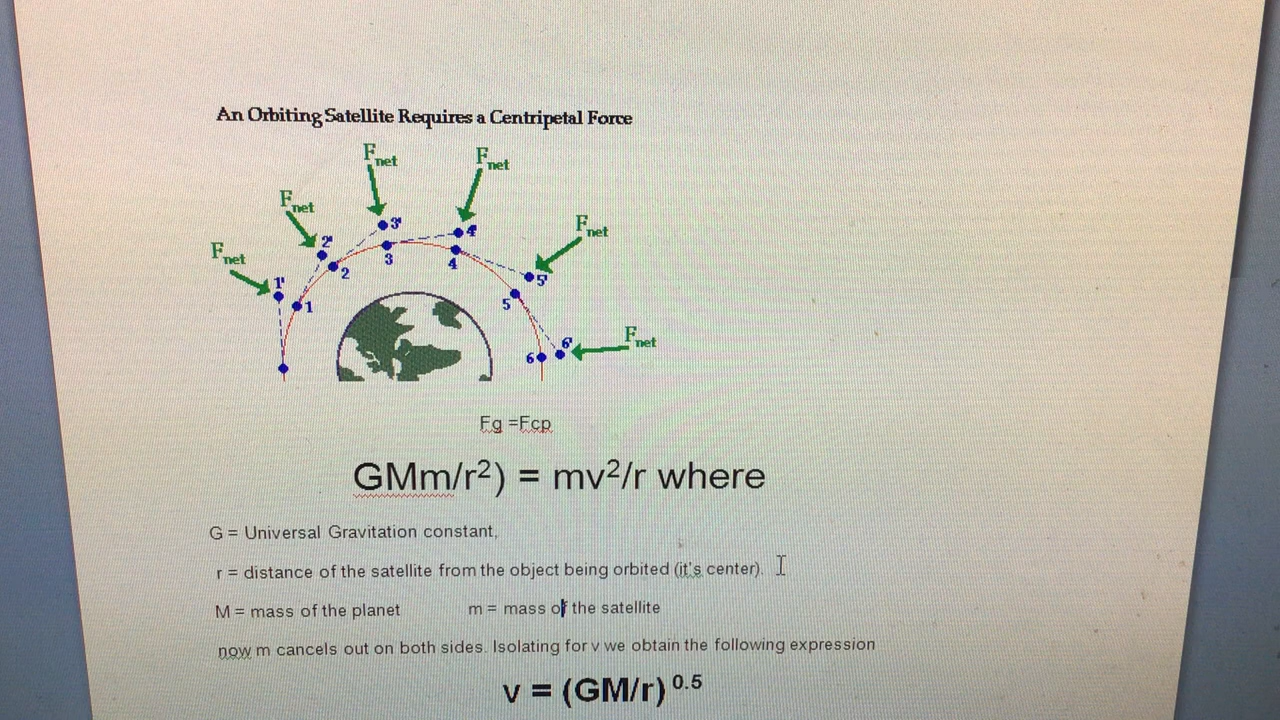 An Orbiting Satellite Requires a Centripetal Force
Fnet
Fnet
Fnet
Fnet
Fnet
Fnet
1'
2'
3'
4'
5'
6'
1
2
3
4
5
6
Fg =Fcp
GMm/r²) = mv²/r where
G = Universal Gravitation constant,
r = distance of the satellite from the object being orbited (it's center).
M = mass of the planet m = mass of the satellite
now m cancels out on both sides. Isolating for v we obtain the following expression
v = (GM/r) 0.5